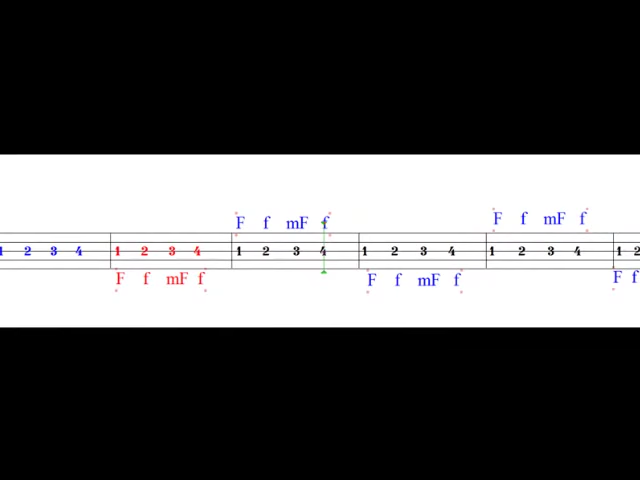 F f mF f F f mF f
1 2 3 4 1 2 3 4 1 2 3 4 1 2 3 4 1 2 3 4 1 2
F f mF f F f mF f F f